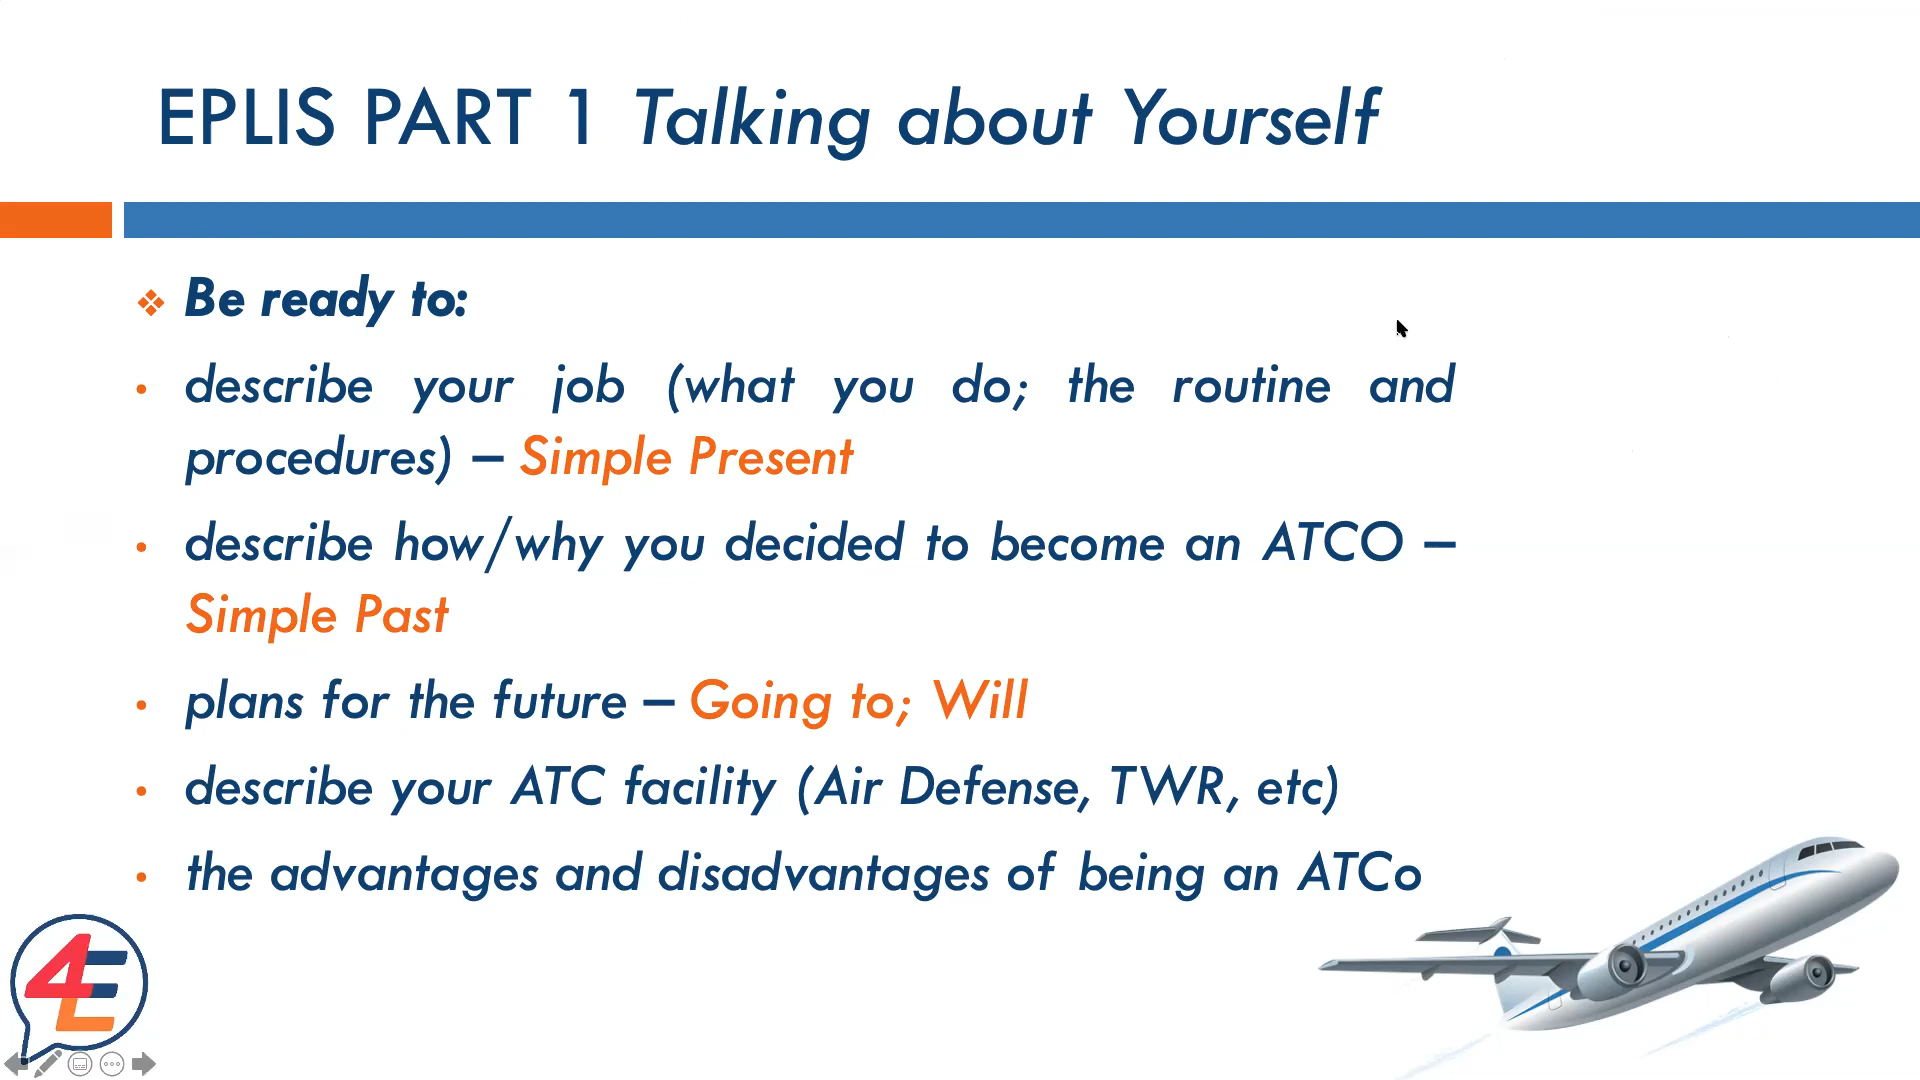 EPLIS PART 1 Talking about Yourself
Be ready to:
describe your job (what you do; the routine and
procedures) – Simple Present
describe how/why you decided to become an ATCO –
Simple Past
plans for the future – Going to; Will
describe your ATC facility (Air Defense, TWR, etc)
the advantages and disadvantages of being an ATCo
4E